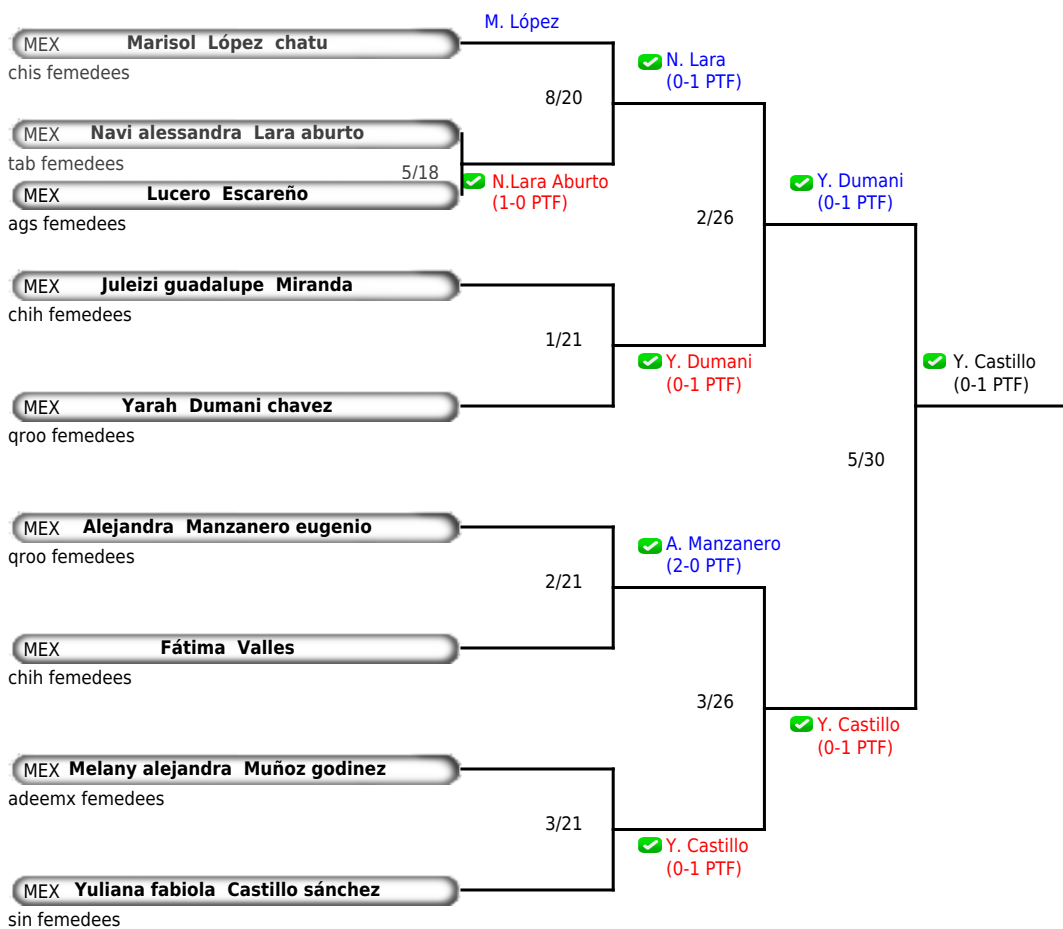 M. López
MEX Marisol López chatu
chis femedees
N. Lara
(0-1 PTF)
8/20
MEX Navi alessandra Lara aburto
tab femedees
5/18
N.Lara Aburto
(1-0 PTF)
MEX Lucero Escareño
ags femedees
Y. Dumani
(0-1 PTF)
2/26
MEX Juleizi guadalupe Miranda
chih femedees
1/21
Y. Dumani
(0-1 PTF)
Y. Castillo
(0-1 PTF)
MEX Yarah Dumani chavez
qroo femedees
5/30
MEX Alejandra Manzanero eugenio
qroo femedees
A. Manzanero
(2-0 PTF)
2/21
MEX Fátima Valles
chih femedees
3/26
Y. Castillo
(0-1 PTF)
MEX Melany alejandra Muñoz godinez
adeemx femedees
3/21
Y. Castillo
(0-1 PTF)
MEX Yuliana fabiola Castillo sánchez
sin femedees